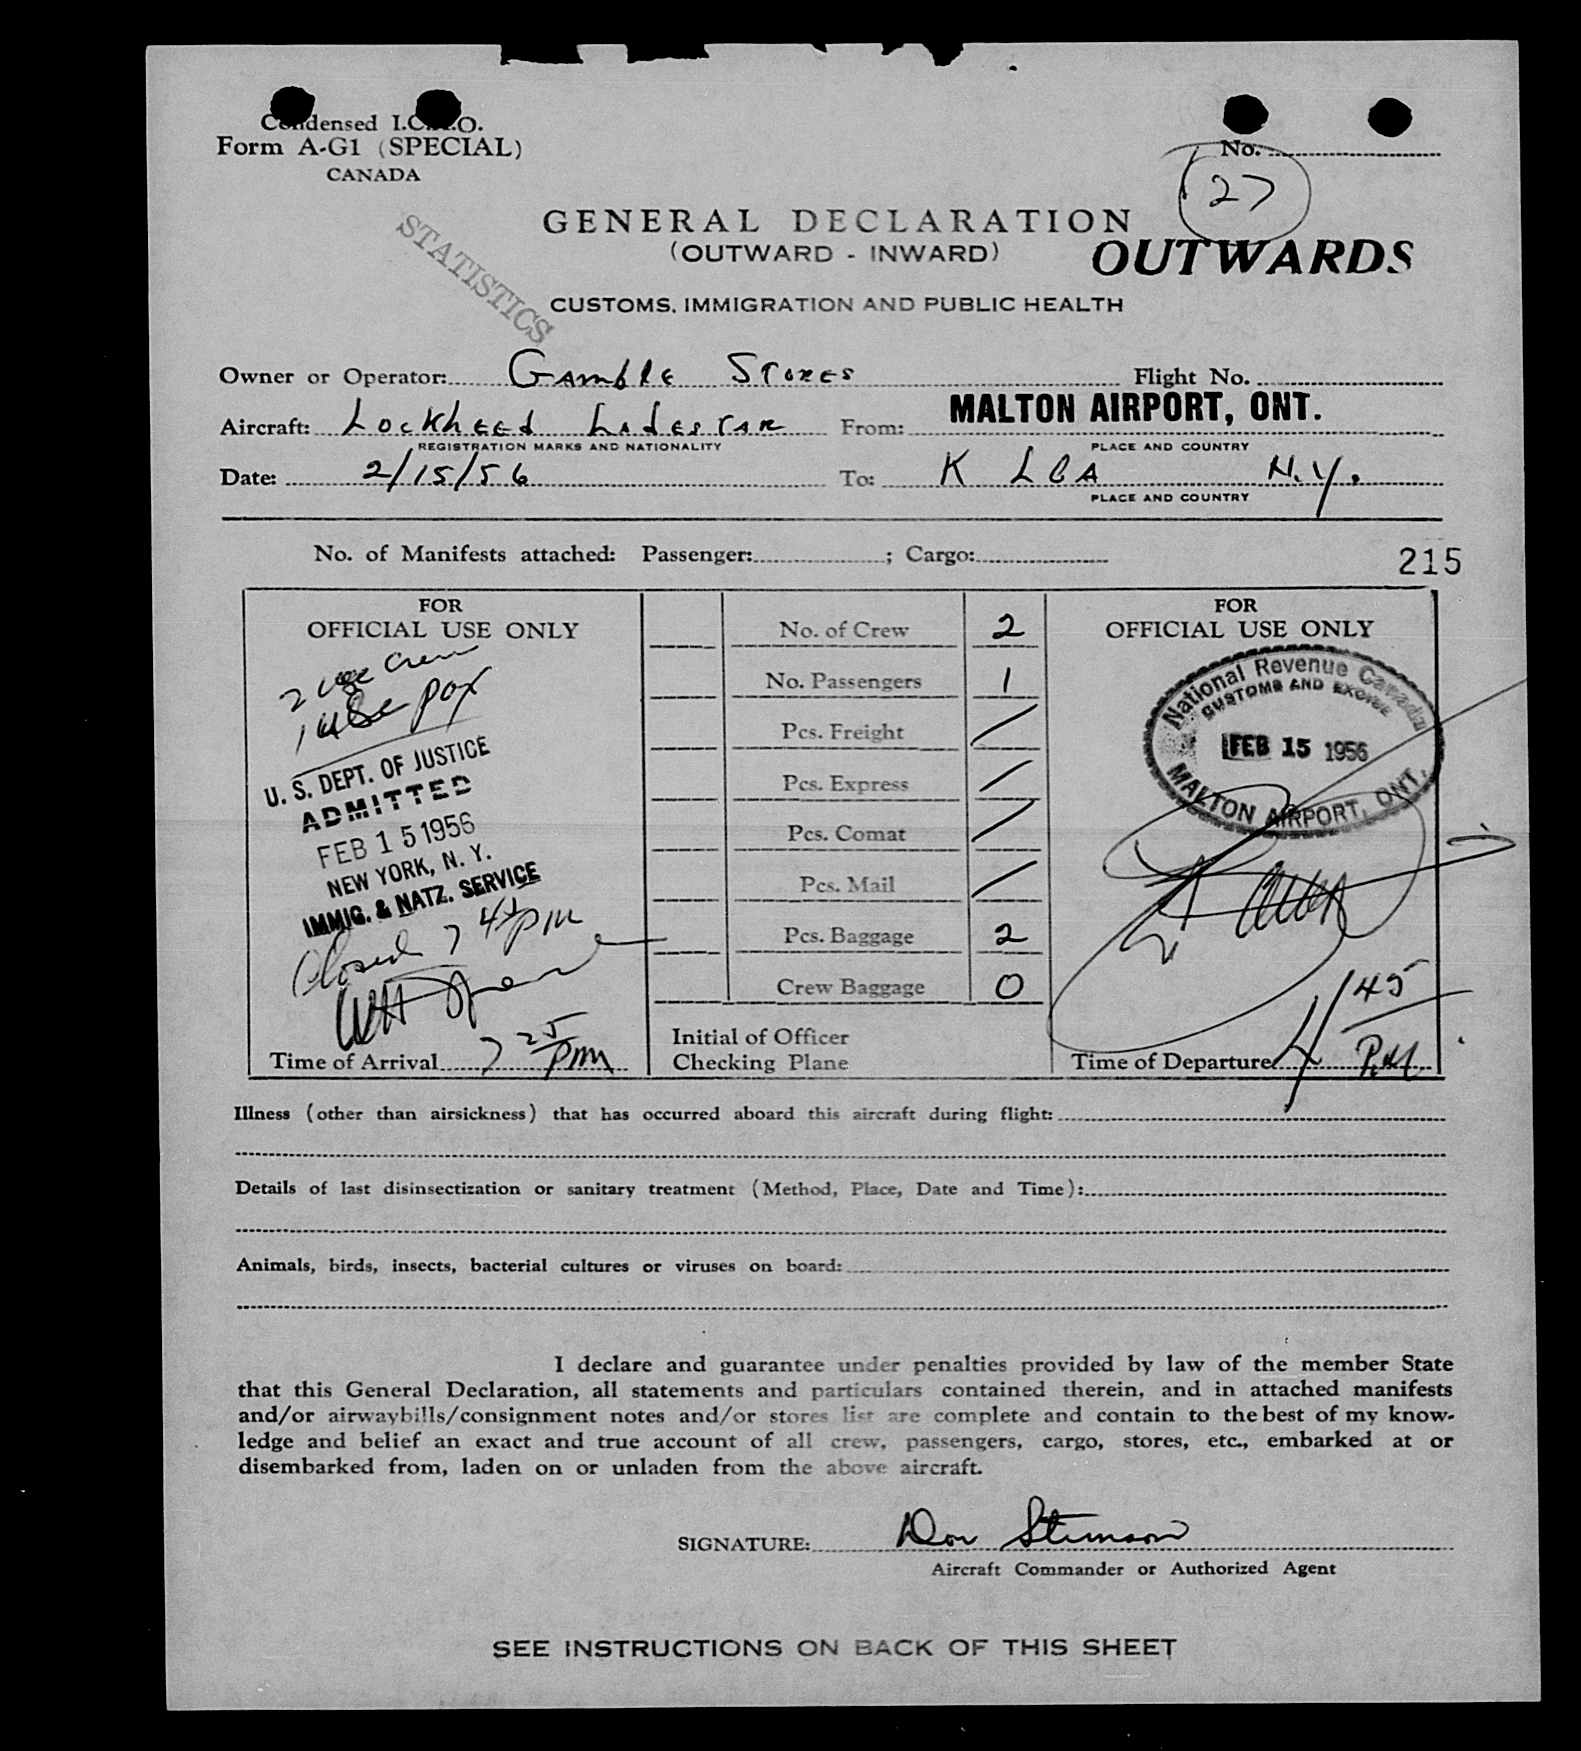 Condensed I.C.A.O.
Form A-G1 (SPECIAL)
CANADA
No.
27
STATISTICS
GENERAL DECLARATION
(OUTWARD - INWARD)
OUTWARDS
CUSTOMS, IMMIGRATION AND PUBLIC HEALTH
Owner or Operator: Gamble Stores Flight No.
Aircraft: Lockheed Lodestar From: MALTON AIRPORT, ONT.
REGISTRATION MARKS AND NATIONALITY PLACE AND COUNTRY
Date: 2/15/56 To: K LGA N.Y.
PLACE AND COUNTRY
No. of Manifests attached: Passenger: ; Cargo:
215
FOR
OFFICIAL USE ONLY
2 Crew
1 pax
U. S. DEPT. OF JUSTICE
ADMITTED
FEB 15 1956
NEW YORK, N. Y.
IMMIG. & NATZ. SERVICE
Closed 7 45 pm
Time of Arrival 7 25 pm
No. of Crew 2
No. Passengers 1
Pcs. Freight /
Pcs. Express /
Pcs. Comat /
Pcs. Mail /
Pcs. Baggage 2
Crew Baggage 0
Initial of Officer
Checking Plane
FOR
OFFICIAL USE ONLY
National Revenue Canada
CUSTOMS AND EXCISE
FEB 15 1956
MALTON AIRPORT, ONT.
Time of Departure 4/45 P.M
Illness (other than airsickness) that has occurred aboard this aircraft during flight:
Details of last disinsectization or sanitary treatment (Method, Place, Date and Time):
Animals, birds, insects, bacterial cultures or viruses on board:
I declare and guarantee under penalties provided by law of the member State
that this General Declaration, all statements and particulars contained therein, and in attached manifests
and/or airwaybills/consignment notes and/or stores list are complete and contain to the best of my know-
ledge and belief an exact and true account of all crew, passengers, cargo, stores, etc., embarked at or
disembarked from, laden on or unladen from the above aircraft.
SIGNATURE: Don Stimson
Aircraft Commander or Authorized Agent
SEE INSTRUCTIONS ON BACK OF THIS SHEET